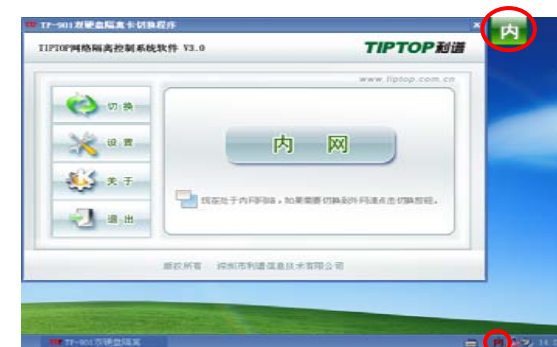 TP-901双硬盘隔离卡切换程序
内
TIPTOP网络隔离控制系统软件 V3.0
TIPTOP利谱
www.tiptop.com.cn
切 换
设 置
内 网
关 于
现在处于内网网络，如果需要切换到外网请点击切换按钮。
退 出
版权所有 深圳市利谱信息技术有限公司
TP-901双硬盘隔离
内